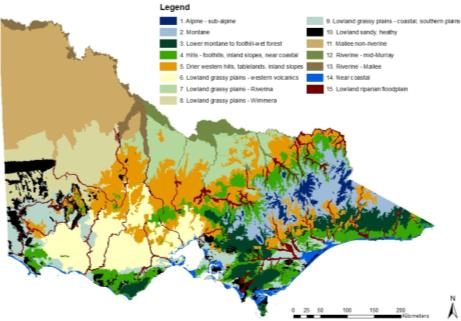 Legend
1. Alpine - sub-alpine
2. Montane
3. Lower montane to foothill-wet forest
4. Hills - foothills, inland slopes, near coastal
5. Drier western hills, tablelands, inland slopes
6. Lowland grassy plains - western volcanics
7. Lowland grassy plains - Riverina
8. Lowland grassy plains - Wimmera
9. Lowland grassy plains - coastal, southern plains
10. Lowland sandy, heathy
11. Mallee non-riverine
12. Riverine - mid-Murray
13. Riverine - Mallee
14. Near coastal
15. Lowland riparian floodplain
N
0 25 50 100 150 200
Kilometers